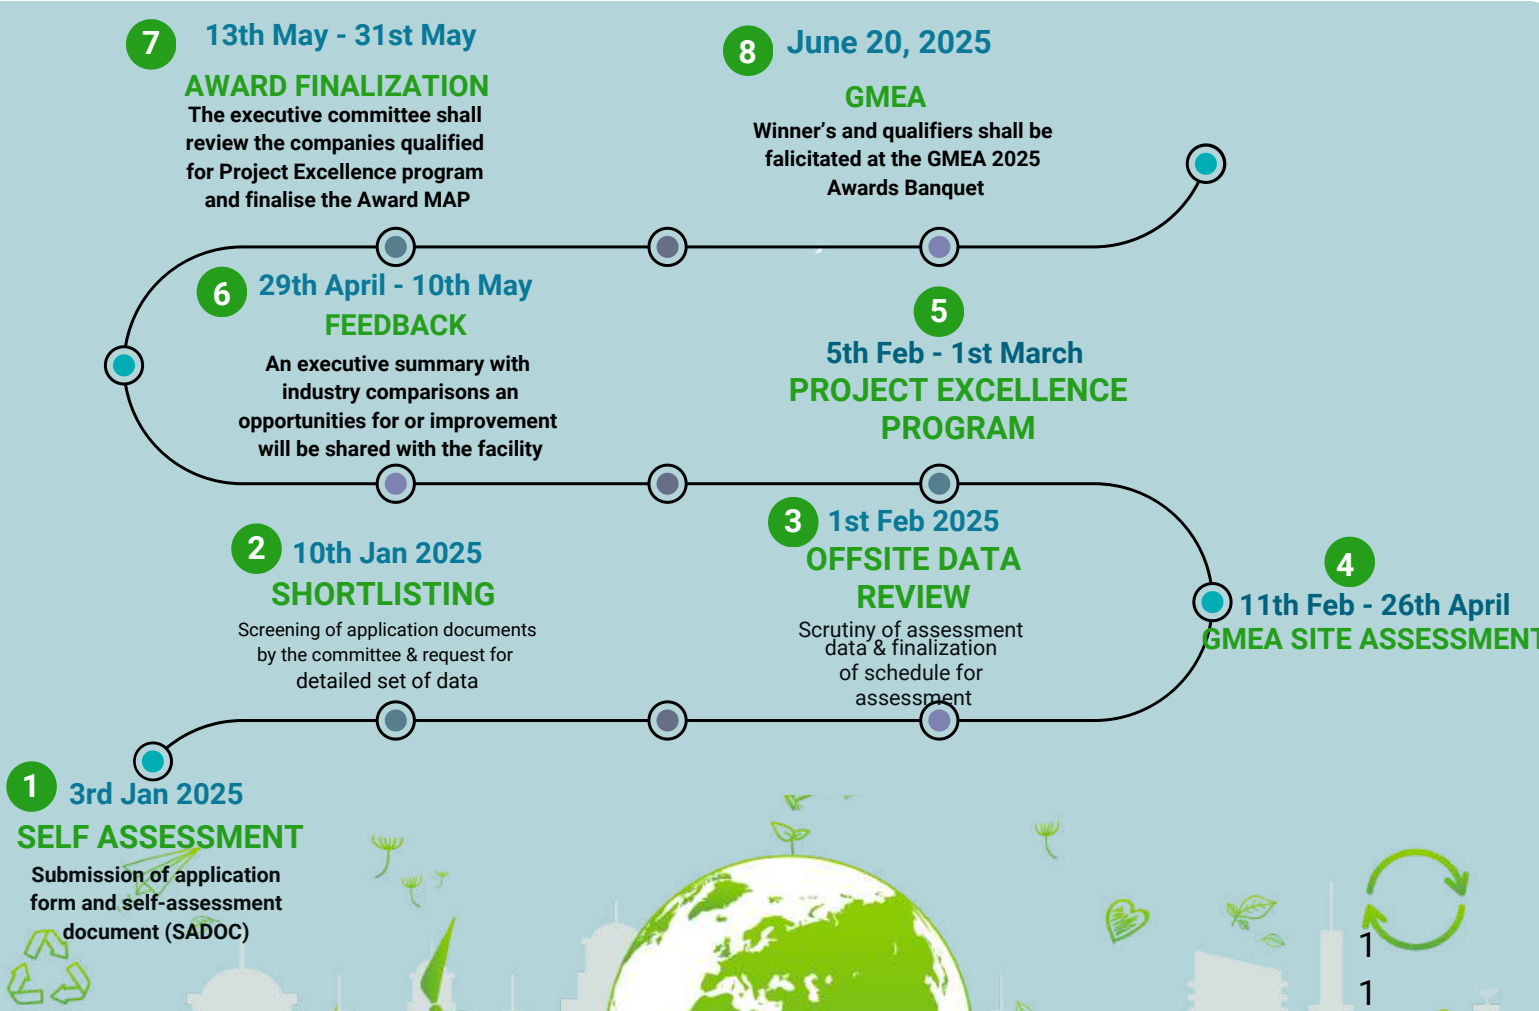 7
13th May - 31st May
AWARD FINALIZATION
The executive committee shall
review the companies qualified
for Project Excellence program
and finalise the Award MAP
8
June 20, 2025
GMEA
Winner’s and qualifiers shall be
falicitated at the GMEA 2025
Awards Banquet
6
29th April - 10th May
FEEDBACK
An executive summary with
industry comparisons an
opportunities for or improvement
will be shared with the facility
5
5th Feb - 1st March
PROJECT EXCELLENCE
PROGRAM
2
10th Jan 2025
SHORTLISTING
Screening of application documents
by the committee & request for
detailed set of data
3
1st Feb 2025
OFFSITE DATA
REVIEW
Scrutiny of assessment
data & finalization
of schedule for
assessment
4
11th Feb - 26th April
GMEA SITE ASSESSMENT
1
3rd Jan 2025
SELF ASSESSMENT
Submission of application
form and self-assessment
document (SADOC)
1
1